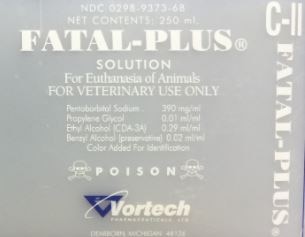 NDC 0298-9373-68
NET CONTENTS: 250 ml.
FATAL-PLUS®
SOLUTION
For Euthanasia of Animals
FOR VETERINARY USE ONLY
Pentobarbital Sodium 390 mg/ml
Propylene Glycol 0.01 ml/ml
Ethyl Alcohol (CDA-3A) 0.29 ml/ml
Benzyl Alcohol (preservative) 0.02 ml/ml
Color Added For Identification
POISON
Vortech
PHARMACEUTICALS LTD
DEARBORN, MICHIGAN 48126
C-II
FATAL-PLUS®